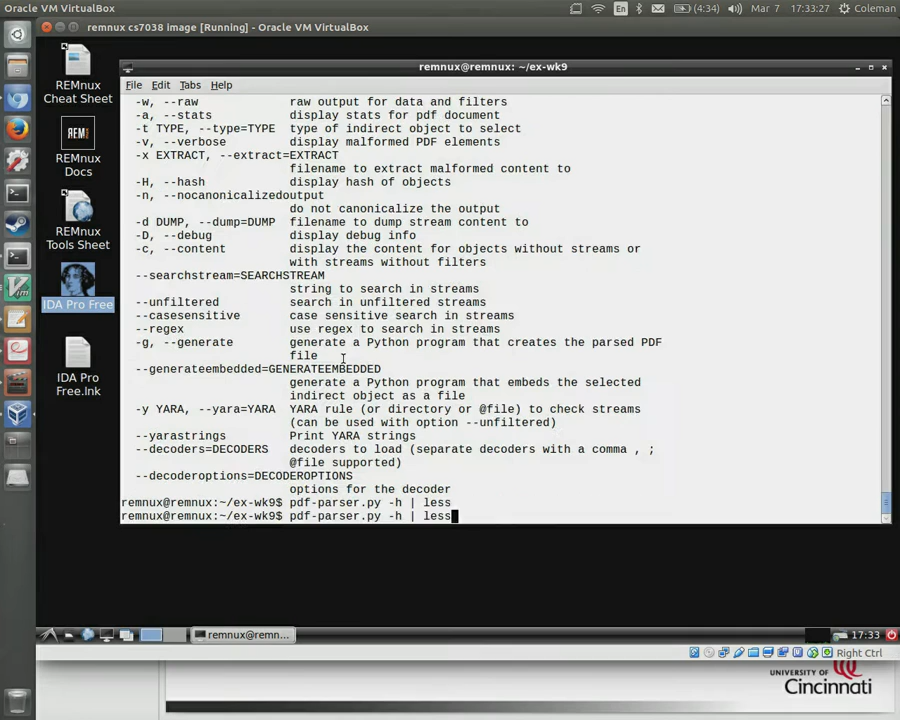 Oracle VM VirtualBox
En
(4:34)
Mar 7
17:33:27
Coleman
remnux cs7038 image [Running] - Oracle VM VirtualBox
REMnux
Cheat Sheet
REM
REMnux
Docs
REMnux
Tools Sheet
IDA Pro Free
IDA Pro
Free.lnk
remnux@remnux: ~/ex-wk9
File Edit Tabs Help
-w, --raw raw output for data and filters
-a, --stats display stats for pdf document
-t TYPE, --type=TYPE type of indirect object to select
-v, --verbose display malformed PDF elements
-x EXTRACT, --extract=EXTRACT
filename to extract malformed content to
-H, --hash display hash of objects
-n, --nocanonicalizedoutput
do not canonicalize the output
-d DUMP, --dump=DUMP filename to dump stream content to
-D, --debug display debug info
-c, --content display the content for objects without streams or
with streams without filters
--searchstream=SEARCHSTREAM
string to search in streams
--unfiltered search in unfiltered streams
--casesensitive case sensitive search in streams
--regex use regex to search in streams
-g, --generate generate a Python program that creates the parsed PDF
file
--generateembedded=GENERATEEMBEDDED
generate a Python program that embeds the selected
indirect object as a file
-y YARA, --yara=YARA YARA rule (or directory or @file) to check streams
(can be used with option --unfiltered)
--yarastrings Print YARA strings
--decoders=DECODERS decoders to load (separate decoders with a comma , ;
@file supported)
--decoderoptions=DECODEROPTIONS
options for the decoder
remnux@remnux:~/ex-wk9$ pdf-parser.py -h | less
remnux@remnux:~/ex-wk9$ pdf-parser.py -h | less
remnux@remn...
17:33
Right Ctrl
UNIVERSITY OF
Cincinnati